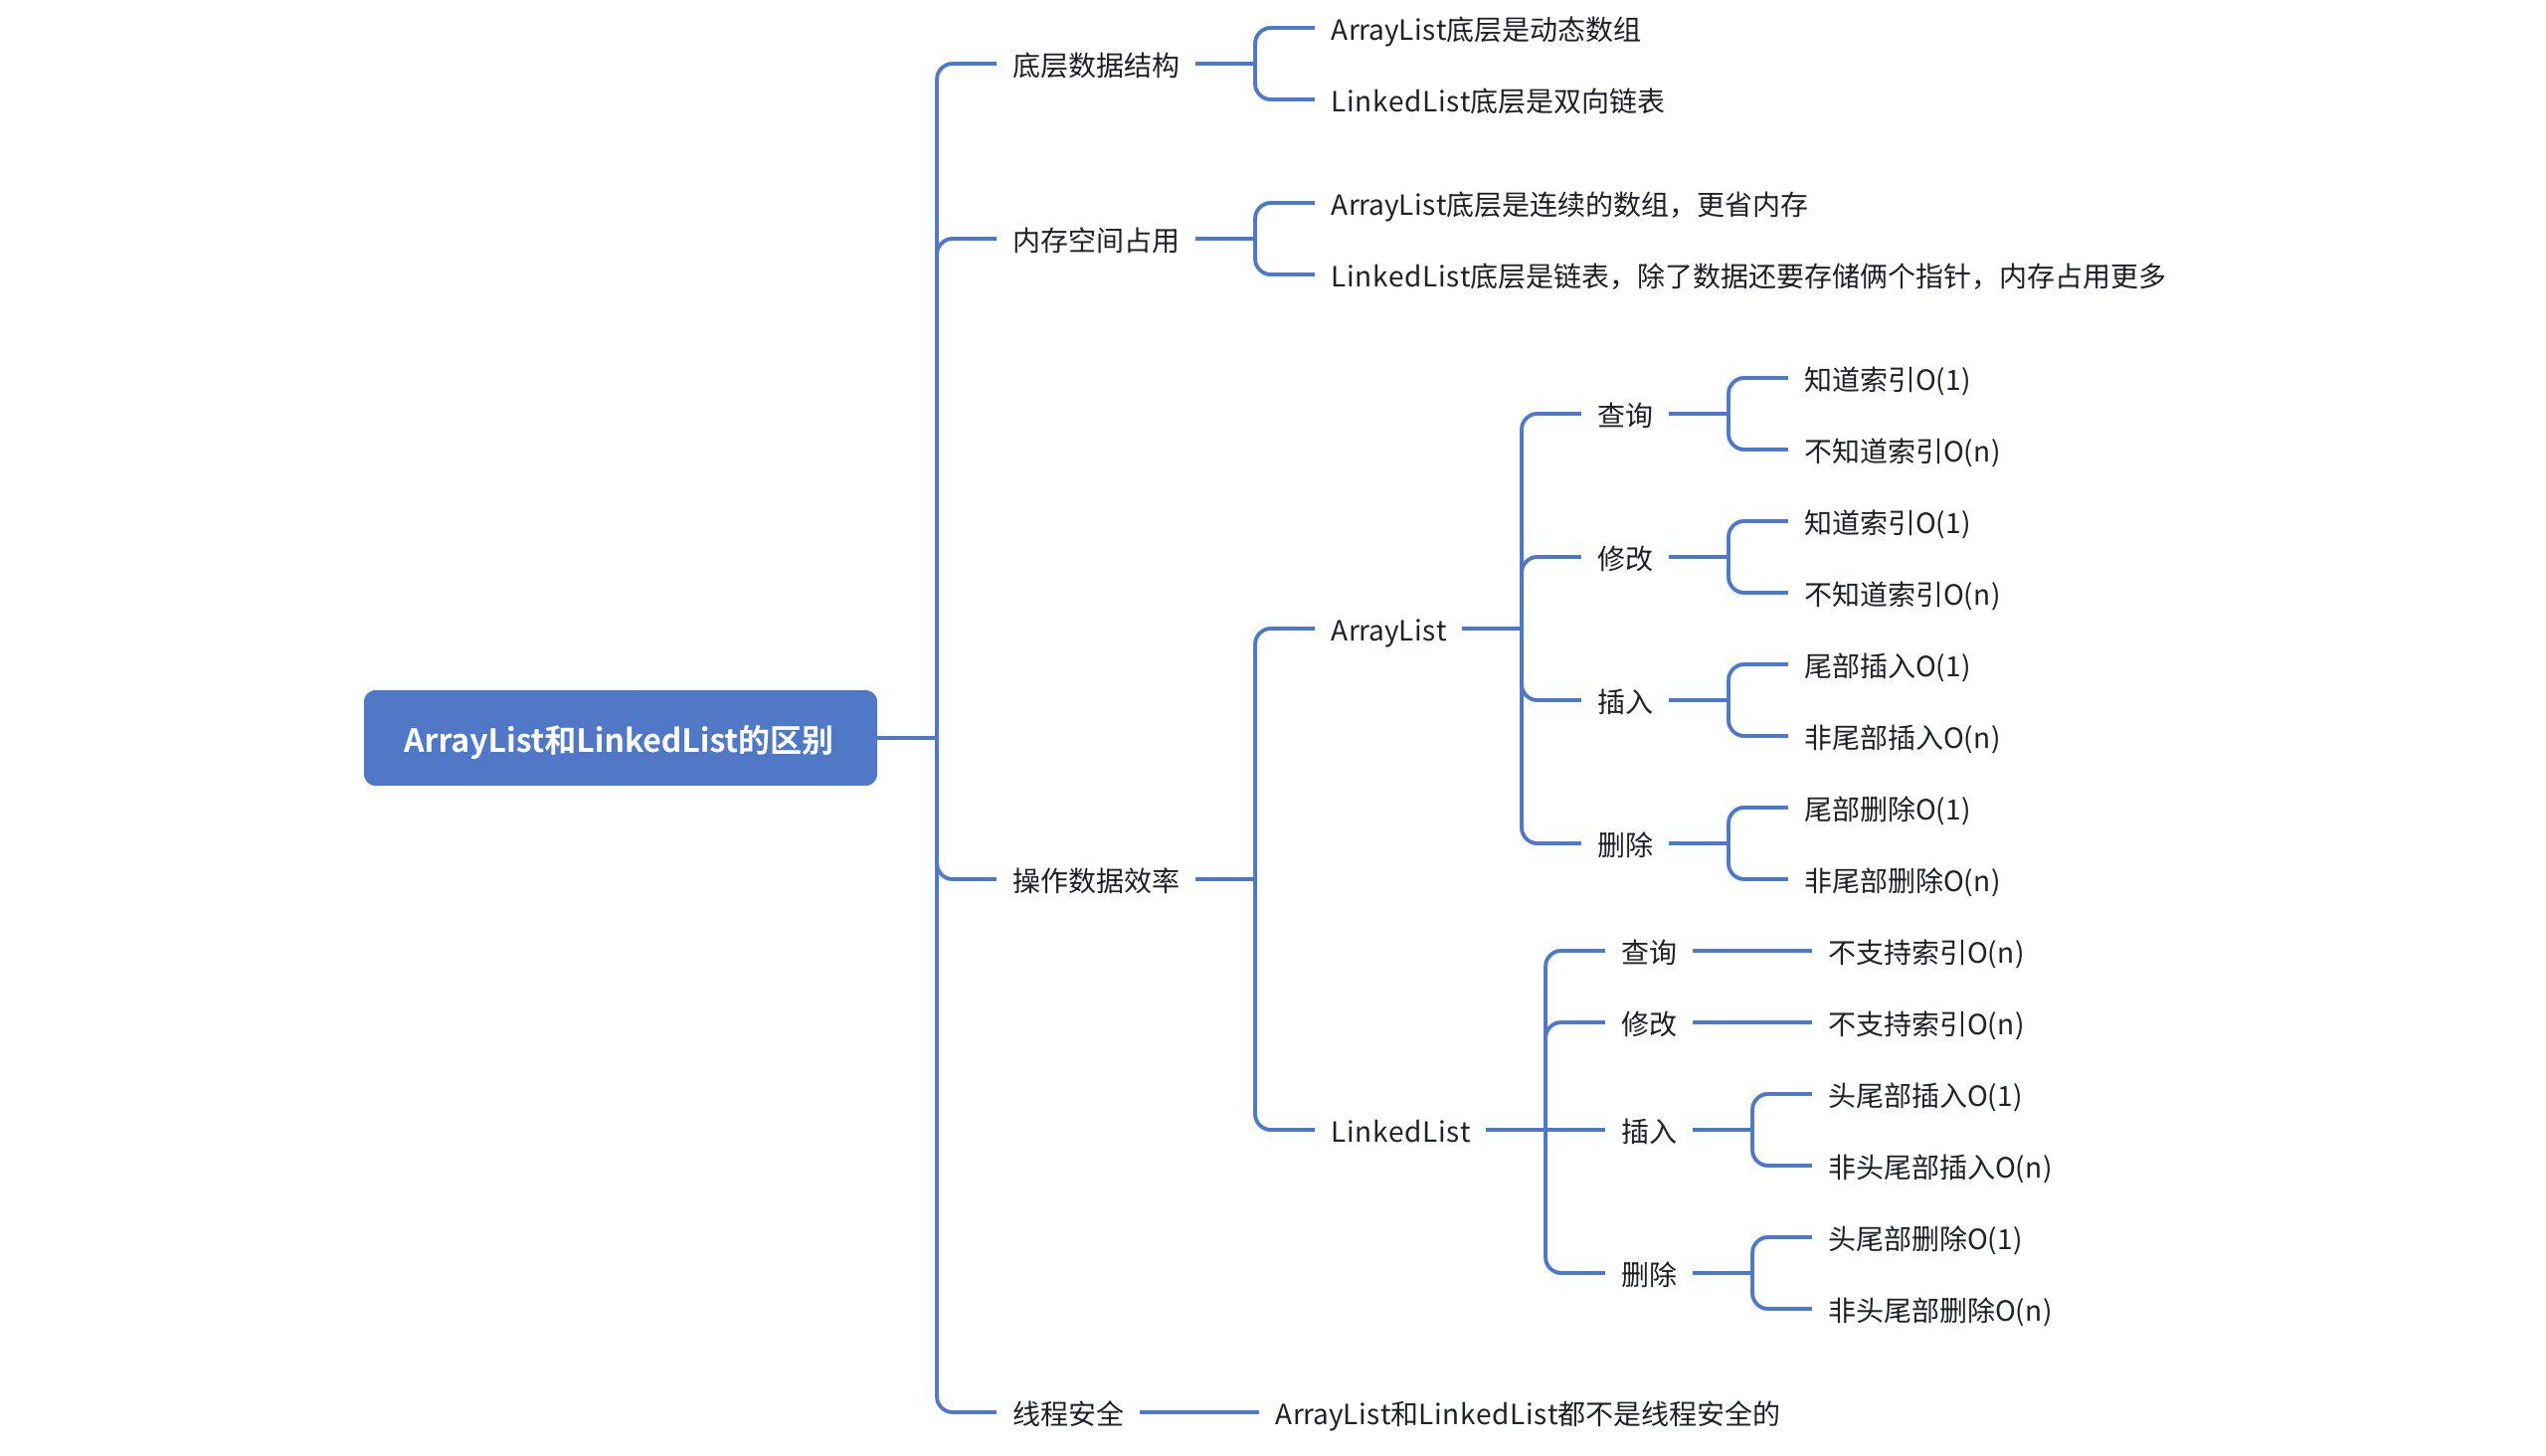 ArrayList和LinkedList的区别
底层数据结构
ArrayList底层是动态数组
LinkedList底层是双向链表
内存空间占用
ArrayList底层是连续的数组，更省内存
LinkedList底层是链表，除了数据还要存储俩个指针，内存占用更多
操作数据效率
ArrayList
查询
知道索引O(1)
不知道索引O(n)
修改
知道索引O(1)
不知道索引O(n)
插入
尾部插入O(1)
非尾部插入O(n)
删除
尾部删除O(1)
非尾部删除O(n)
LinkedList
查询
不支持索引O(n)
修改
不支持索引O(n)
插入
头尾部插入O(1)
非头尾部插入O(n)
删除
头尾部删除O(1)
非头尾部删除O(n)
线程安全
ArrayList和LinkedList都不是线程安全的